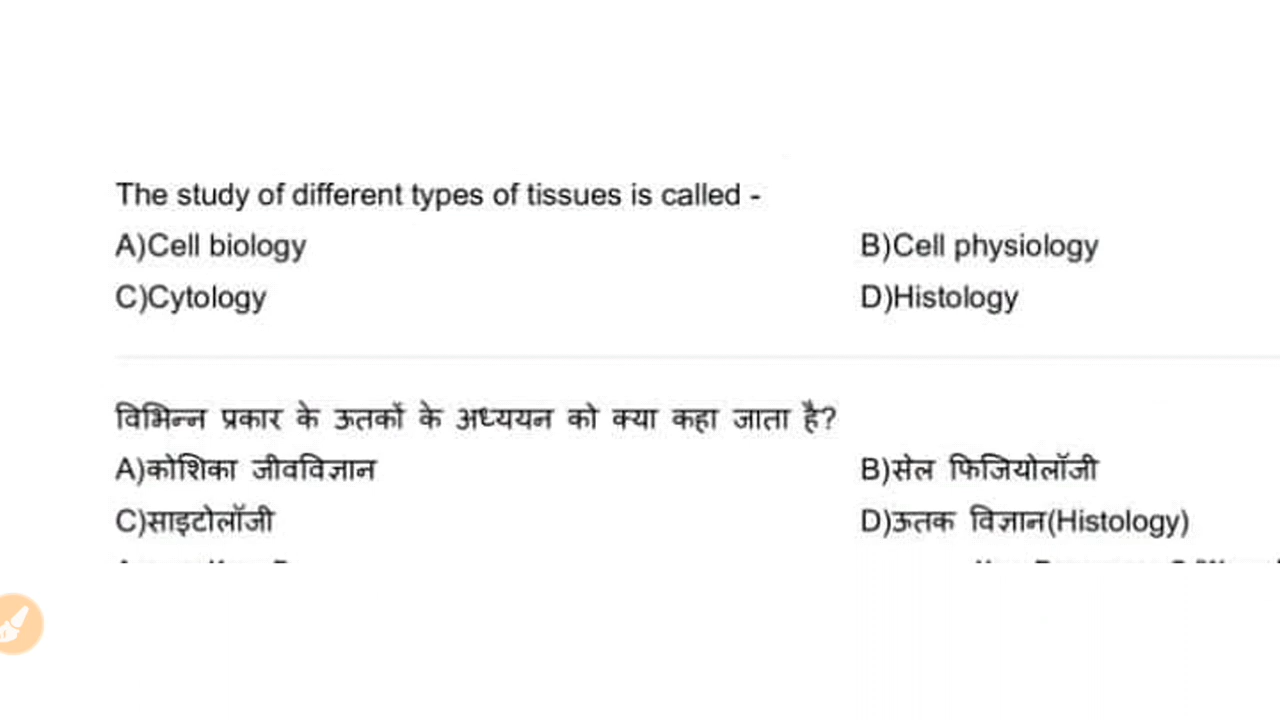 The study of different types of tissues is called -
A)Cell biology B)Cell physiology
C)Cytology D)Histology
विभिन्न प्रकार के ऊतकों के अध्ययन को क्या कहा जाता है?
A)कोशिका जीवविज्ञान B)सेल फिजियोलॉजी
C)साइटोलॉजी D)ऊतक विज्ञान(Histology)